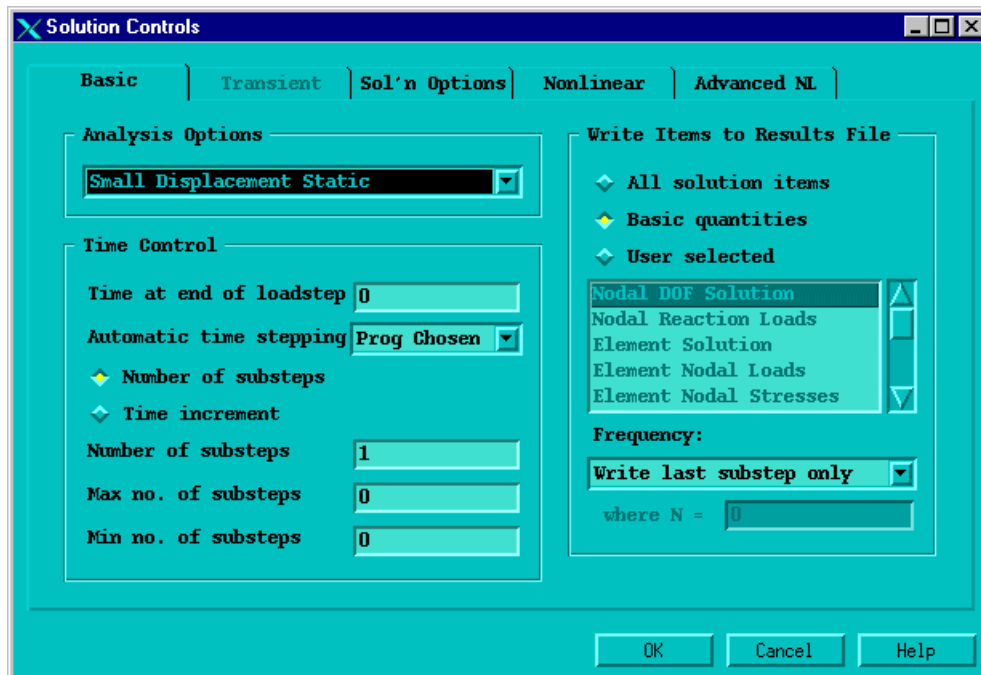 Solution Controls
Basic
Transient
Sol'n Options
Nonlinear
Advanced NL
Analysis Options
Small Displacement Static
Time Control
Time at end of loadstep 0
Automatic time stepping Prog Chosen
Number of substeps
Time increment
Number of substeps 1
Max no. of substeps 0
Min no. of substeps 0
Write Items to Results File
All solution items
Basic quantities
User selected
Nodal DOF Solution
Nodal Reaction Loads
Element Solution
Element Nodal Loads
Element Nodal Stresses
Frequency:
Write last substep only
where N = 0
OK
Cancel
Help